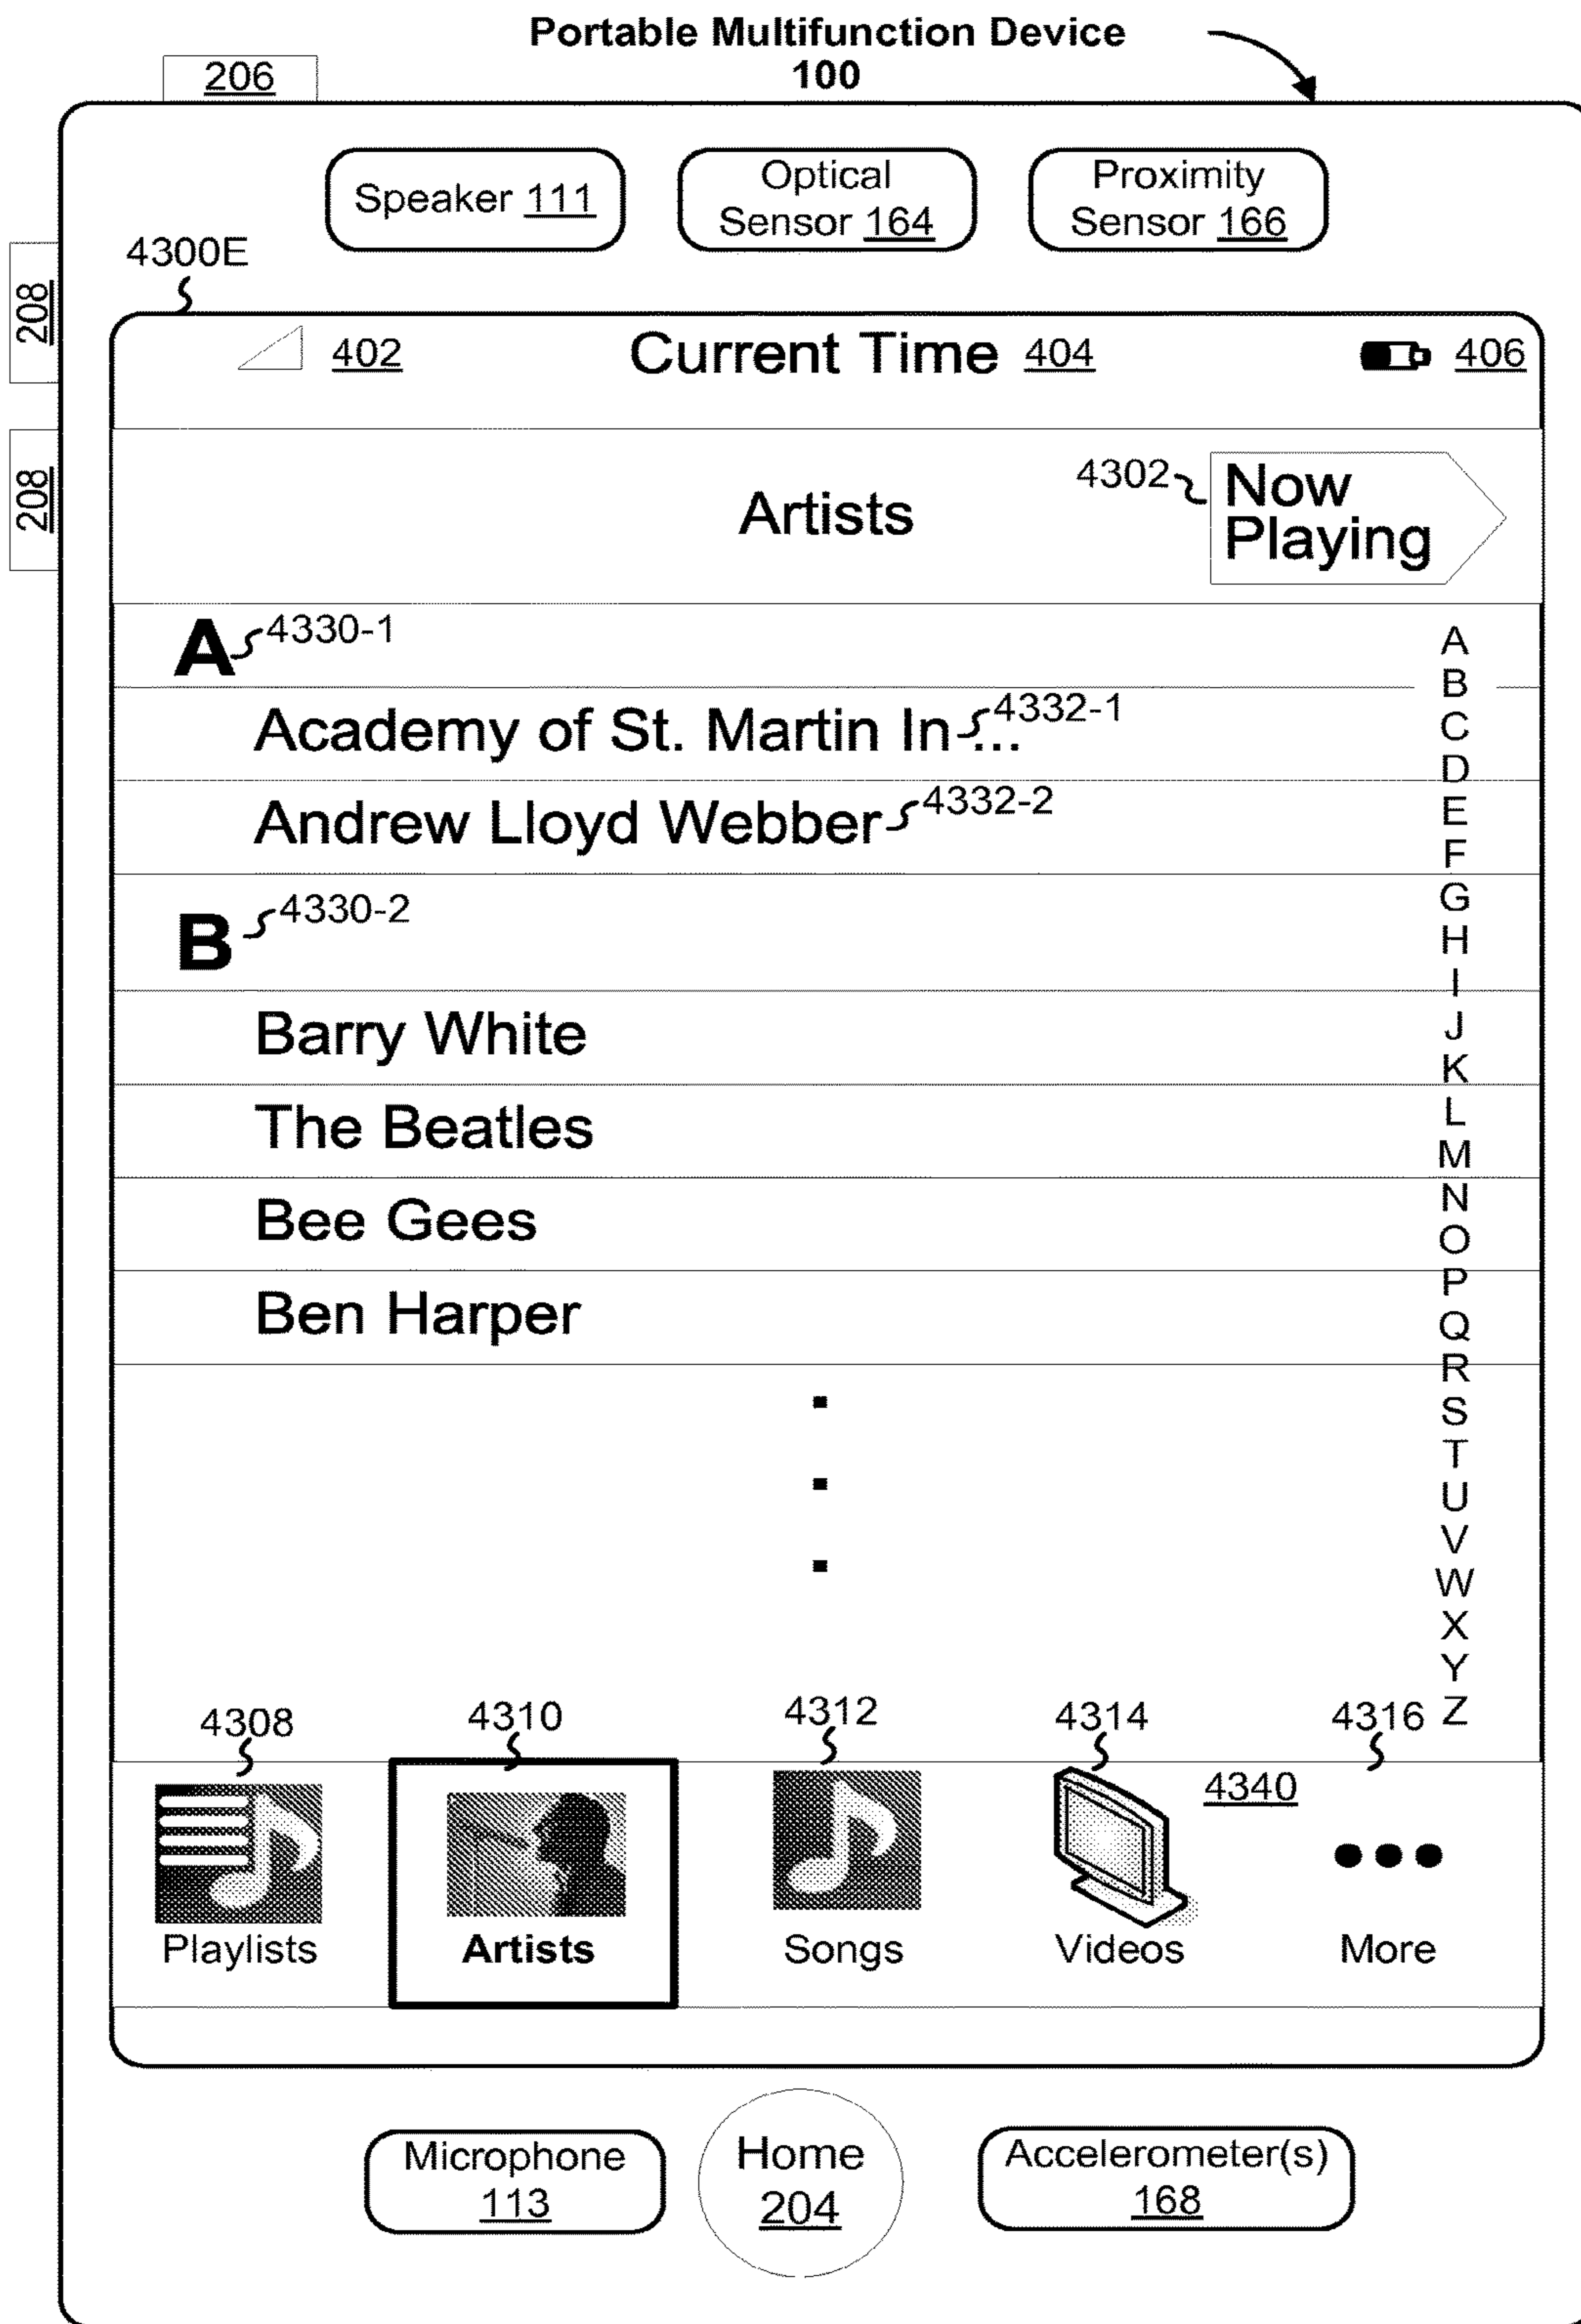 Portable Multifunction Device
100
206
Speaker 111
Optical
Sensor 164
Proximity
Sensor 166
4300E
208
208
402
Current Time 404
406
Artists
4302
Now
Playing
A
4330-1
Academy of St. Martin In ...
4332-1
Andrew Lloyd Webber
4332-2
B
4330-2
Barry White
The Beatles
Bee Gees
Ben Harper
A
B
C
D
E
F
G
H
I
J
K
L
M
N
O
P
Q
R
S
T
U
V
W
X
Y
Z
4308
4310
4312
4314
4316
4340
Playlists
Artists
Songs
Videos
More
Microphone
113
Home
204
Accelerometer(s)
168